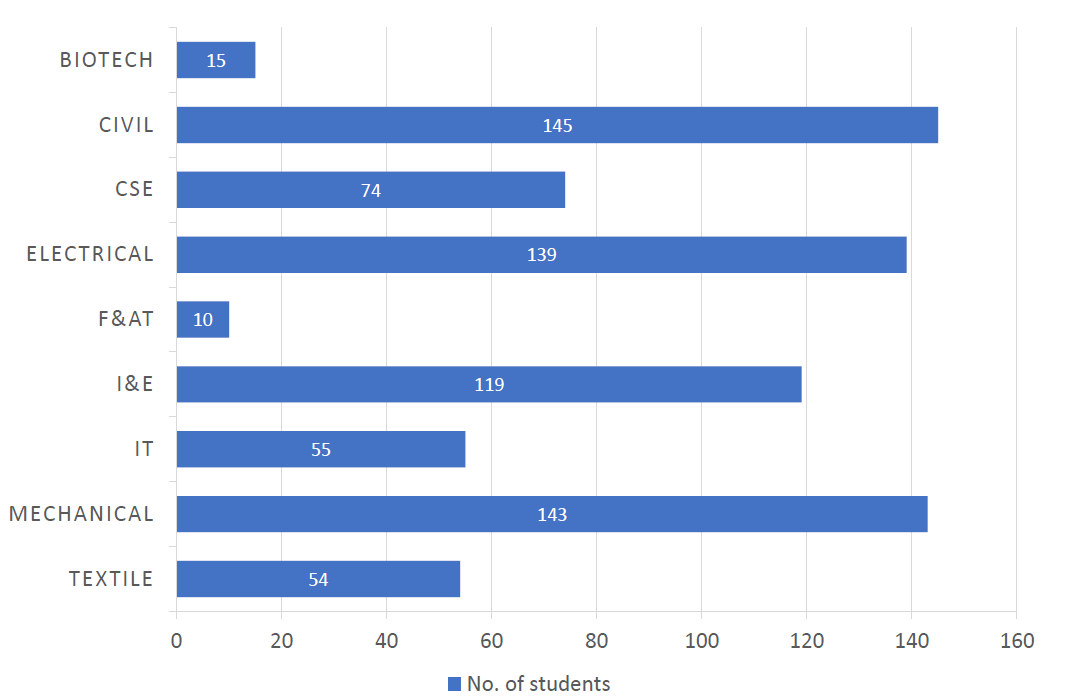 BIOTECH 15
CIVIL 145
CSE 74
ELECTRICAL 139
F&AT 10
I&E 119
IT 55
MECHANICAL 143
TEXTILE 54
0 20 40 60 80 100 120 140 160
No. of students